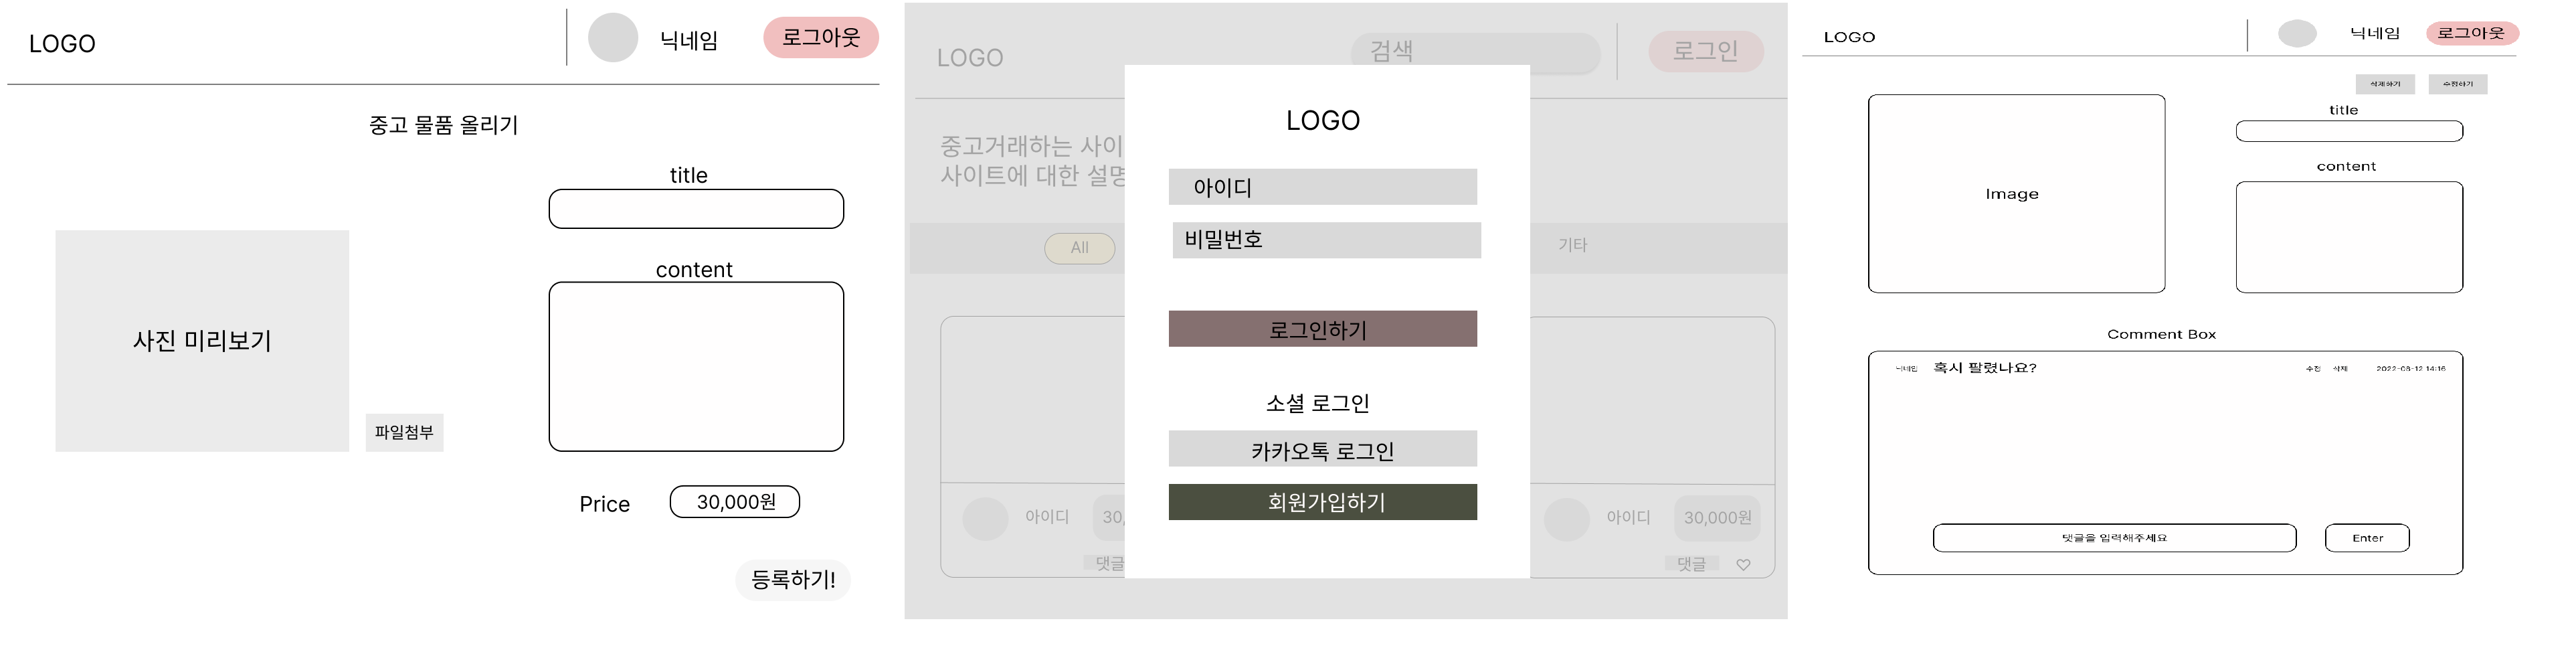 LOGO
닉네임
로그아웃
중고 물품 올리기
title
content
사진 미리보기
파일첨부
Price
30,000원
등록하기!
LOGO
검색
로그인
중고거래하는 사이
사이트에 대한 설명
All
기타
LOGO
아이디
비밀번호
로그인하기
소셜 로그인
카카오톡 로그인
회원가입하기
아이디
30,
댓글
아이디
30,000원
댓글
LOGO
닉네임
로그아웃
삭제하기
수정하기
title
content
Image
Comment Box
닉네임
혹시 팔렸나요?
수정
삭제
2022-08-12 14:16
댓글을 입력해주세요
Enter